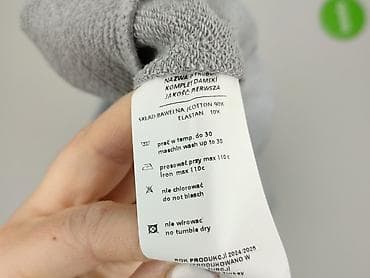 NAZWA
KOMPLET DAMSKI
JAKOŚĆ PIERWSZA
SKŁAD BAWEŁNA /COTTON 90%
ELASTAN 10%
prać w temp. do 30
maschin wash up to 30
prasować przy max 110c
iron max 110c
nie chlorować
do not bleach
nie wirować
no tumble dry
ROK PRODUKCJI 2024/2025